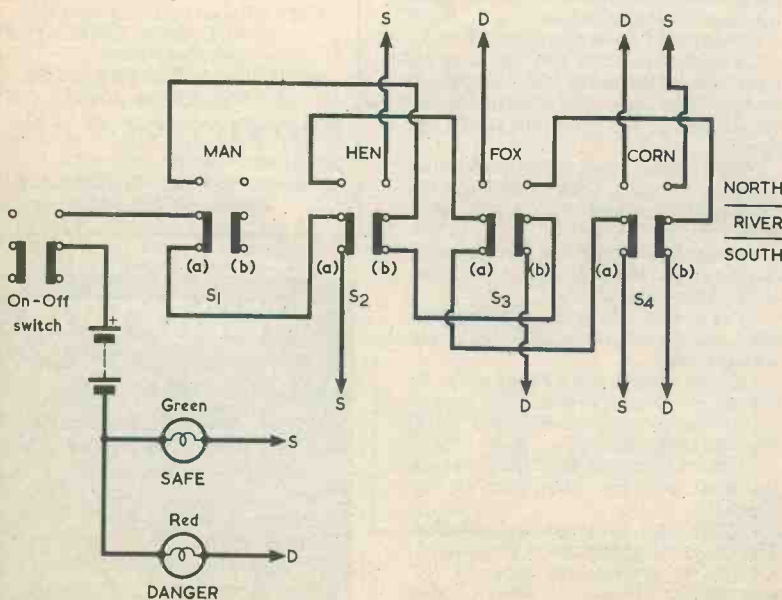 S D D S
MAN HEN FOX CORN
NORTH
RIVER
SOUTH
(a) (b) (a) (b) (a) (b) (a) (b)
S1 S2 S3 S4
On-Off
switch
+
S D S D
Green
S
SAFE
Red
D
DANGER